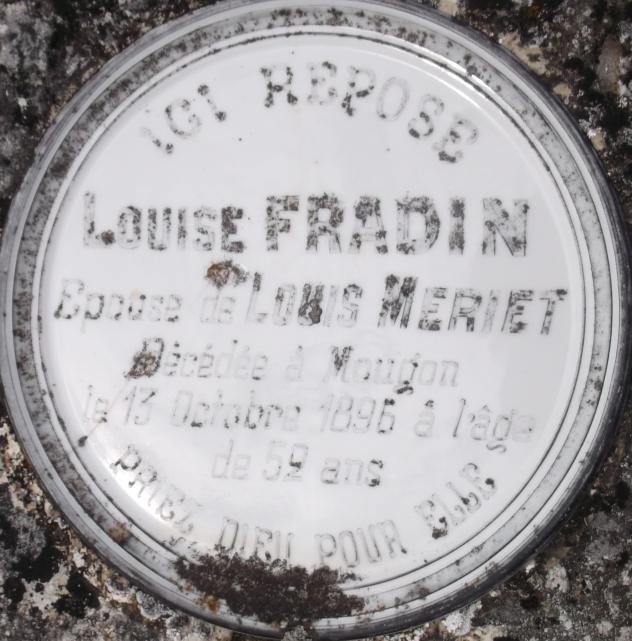 ICI REPOSE
LOUISE FRADIN
Epouse de LOUIS MERIET
Décédée à Mougon
le 13 Octobre 1896 à l'âge
de 52 ans
PRIEZ DIEU POUR ELLE